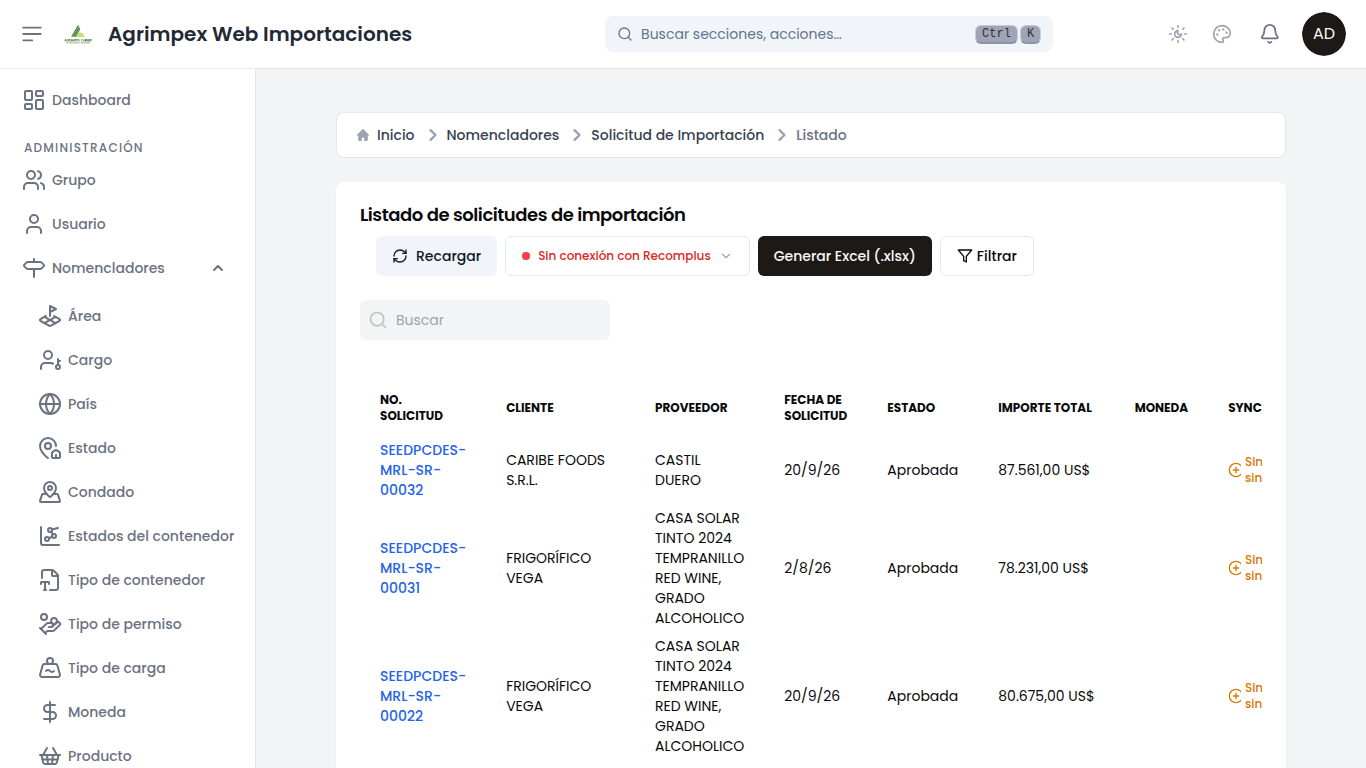 Agrimpex Web Importaciones
Buscar secciones, acciones...
Ctrl K
AD
Dashboard
ADMINISTRACIÓN
Grupo
Usuario
Nomencladores
Área
Cargo
País
Estado
Condado
Estados del contenedor
Tipo de contenedor
Tipo de permiso
Tipo de carga
Moneda
Producto
Inicio
Nomencladores
Solicitud de Importación
Listado
Listado de solicitudes de importación
Recargar
Sin conexión con Recomplus
Generar Excel (.xlsx)
Filtrar
Buscar
NO.
SOLICITUD
CLIENTE
PROVEEDOR
FECHA DE
SOLICITUD
ESTADO
IMPORTE TOTAL
MONEDA
SYNC
SEEDPCDES-
MRL-SR-
00032
CARIBE FOODS
S.R.L.
CASTIL
DUERO
20/9/26
Aprobada
87.561,00 US$
Sin
sin
SEEDPCDES-
MRL-SR-
00031
FRIGORÍFICO
VEGA
CASA SOLAR
TINTO 2024
TEMPRANILLO
RED WINE,
GRADO
ALCOHOLICO
2/8/26
Aprobada
78.231,00 US$
Sin
sin
SEEDPCDES-
MRL-SR-
00022
FRIGORÍFICO
VEGA
CASA SOLAR
TINTO 2024
TEMPRANILLO
RED WINE,
GRADO
ALCOHOLICO
20/9/26
Aprobada
80.675,00 US$
Sin
sin